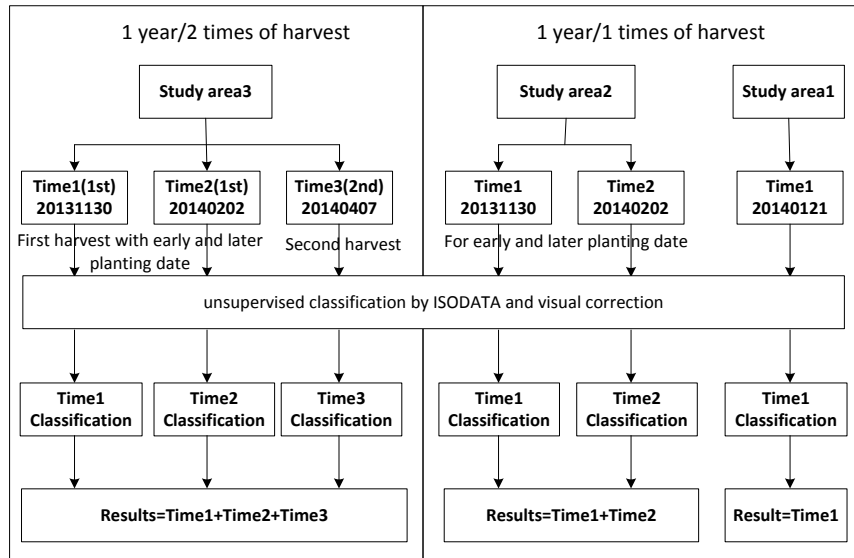 1 year/2 times of harvest
1 year/1 times of harvest
Study area3
Study area2
Study area1
Time1(1st)
20131130
Time2(1st)
20140202
Time3(2nd)
20140407
Time1
20131130
Time2
20140202
Time1
20140121
First harvest with early and later
planting date
Second harvest
For early and later planting date
unsupervised classification by ISODATA and visual correction
Time1
Classification
Time2
Classification
Time3
Classification
Time1
Classification
Time2
Classification
Time1
Classification
Results=Time1+Time2+Time3
Results=Time1+Time2
Result=Time1